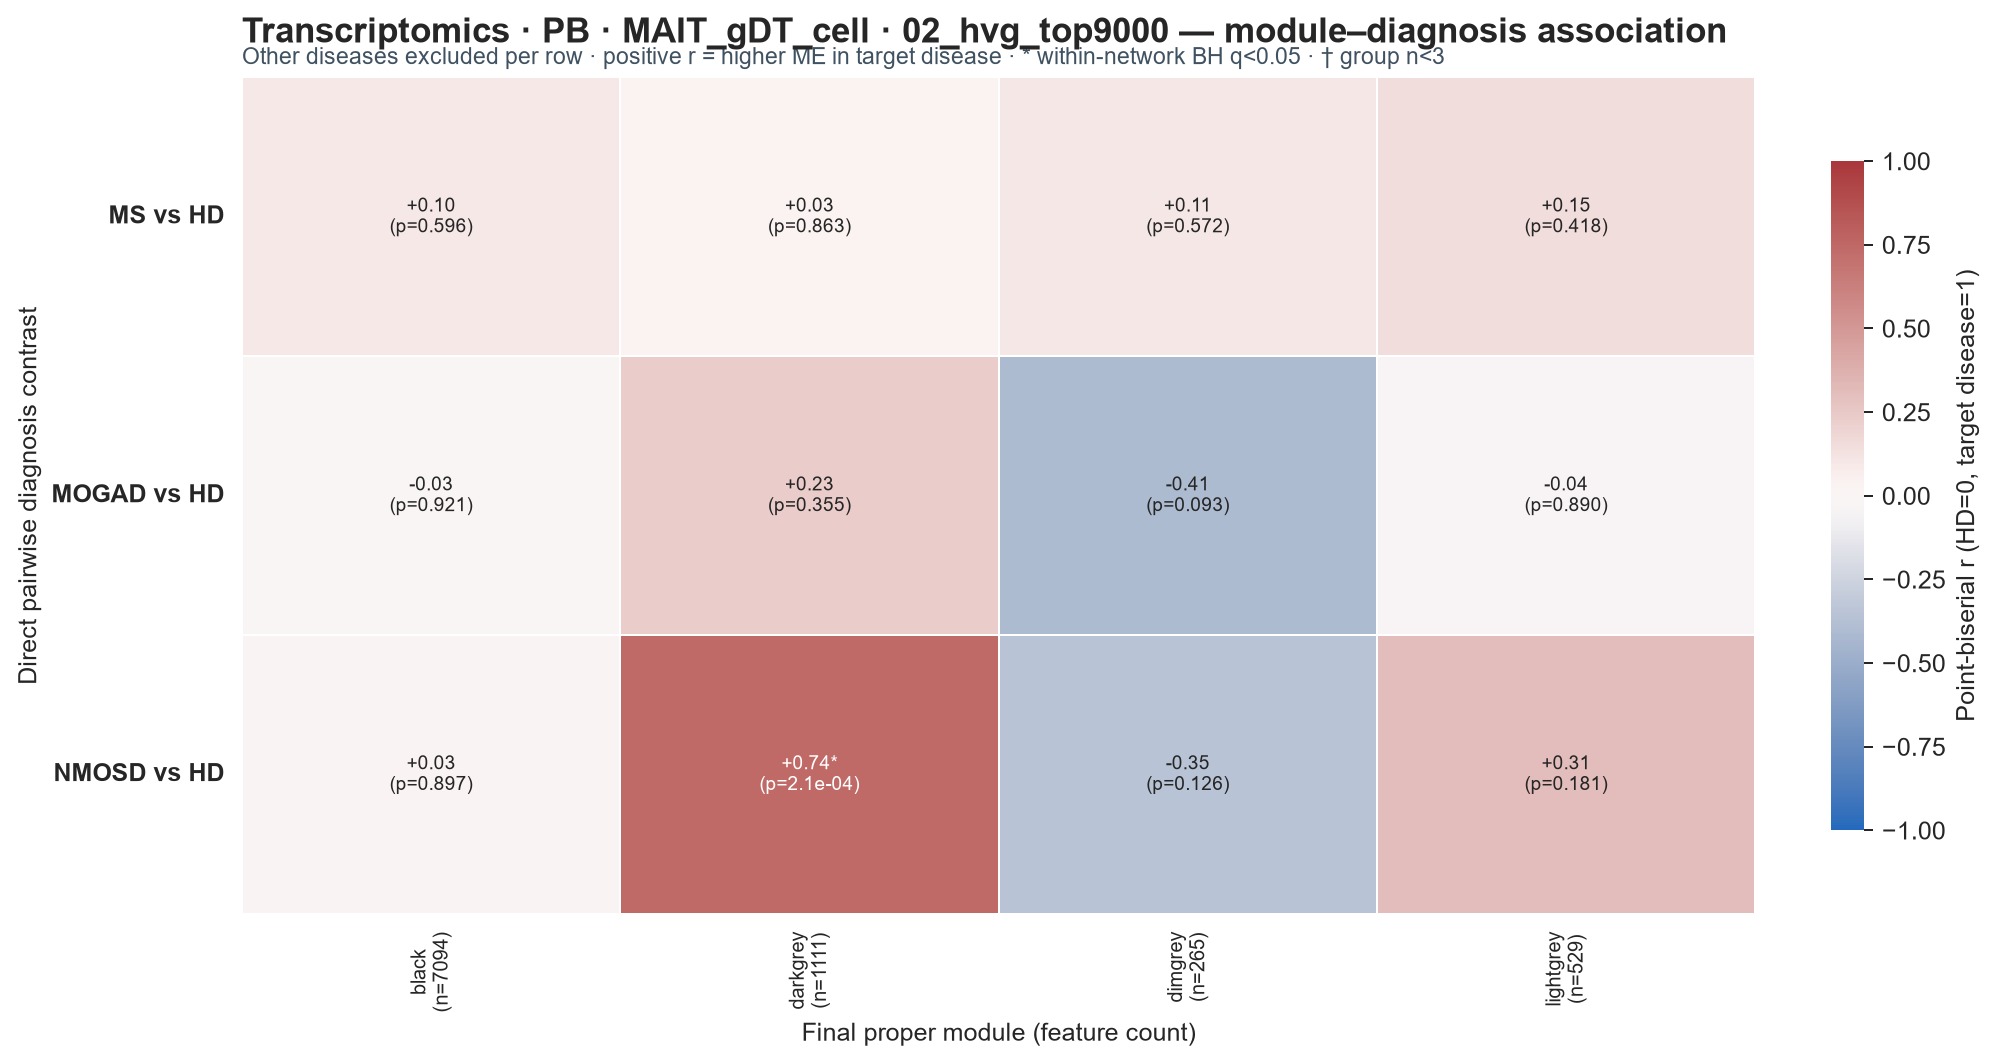 Transcriptomics · PB · MAIT_gDT_cell · 02_hvg_top9000 — module–diagnosis association
Other diseases excluded per row · positive r = higher ME in target disease · * within-network BH q<0.05 · † group n<3
Direct pairwise diagnosis contrast
MS vs HD
+0.10
(p=0.596)
+0.03
(p=0.863)
+0.11
(p=0.572)
+0.15
(p=0.418)
MOGAD vs HD
-0.03
(p=0.921)
+0.23
(p=0.355)
-0.41
(p=0.093)
-0.04
(p=0.890)
NMOSD vs HD
+0.03
(p=0.897)
+0.74*
(p=2.1e-04)
-0.35
(p=0.126)
+0.31
(p=0.181)
black
(n=7094)
darkgrey
(n=1111)
dimgrey
(n=265)
lightgrey
(n=529)
Final proper module (feature count)
1.00
0.75
0.50
0.25
0.00
−0.25
−0.50
−0.75
−1.00
Point-biserial r (HD=0, target disease=1)